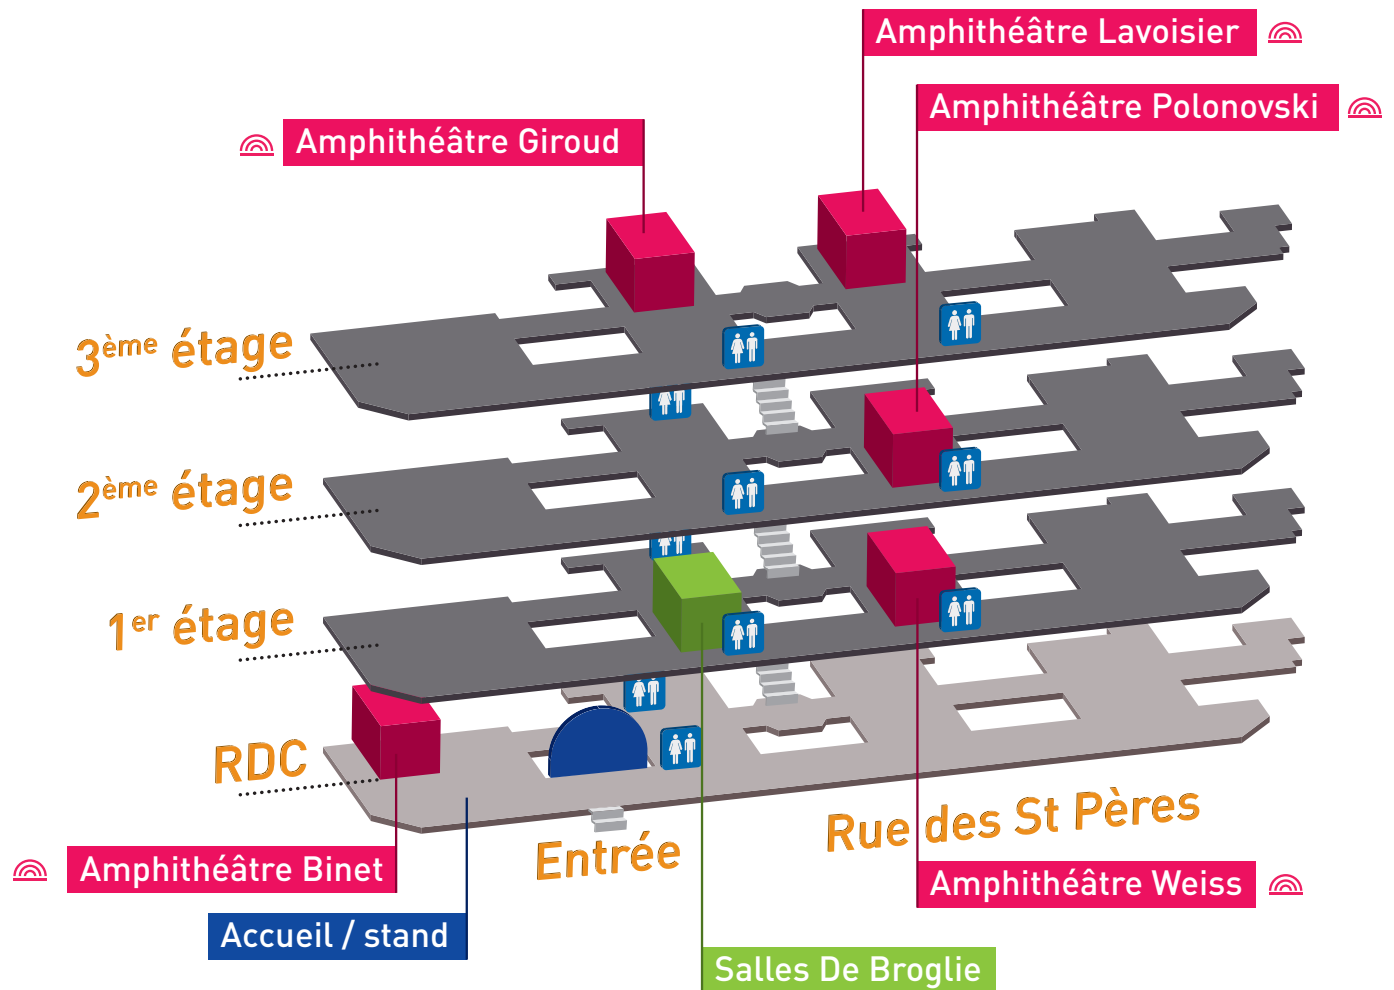 Amphithéâtre Lavoisier
Amphithéâtre Polonovski
Amphithéâtre Giroud
3ème étage
2ème étage
1er étage
RDC
Entrée
Rue des St Pères
Amphithéâtre Binet
Amphithéâtre Weiss
Accueil / stand
Salles De Broglie